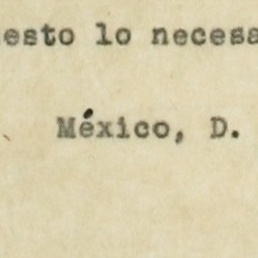 esto lo necesa
México, D.